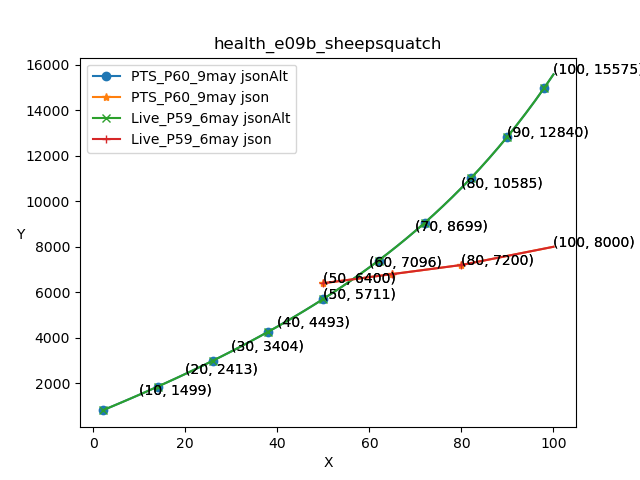 health_e09b_sheepsquatch
PTS_P60_9may jsonAlt
PTS_P60_9may json
Live_P59_6may jsonAlt
Live_P59_6may json
16000
14000
12000
10000
8000
6000
4000
2000
Y
(100, 15575)
(90, 12840)
(80, 10585)
(70, 8699)
(100, 8000)
(60, 7096)
(80, 7200)
(50, 6400)
(50, 5711)
(40, 4493)
(30, 3404)
(20, 2413)
(10, 1499)
0 20 40 60 80 100
X